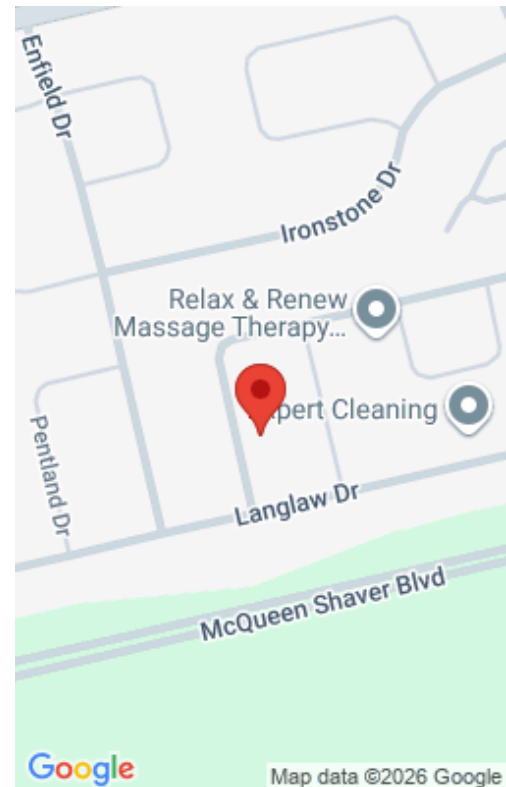 Enfield Dr
Ironstone Dr
Relax & Renew
Massage Therapy...
pert Cleaning
Pentland Dr
Langlaw Dr
McQueen Shaver Blvd
Google
Map data ©2026 Google